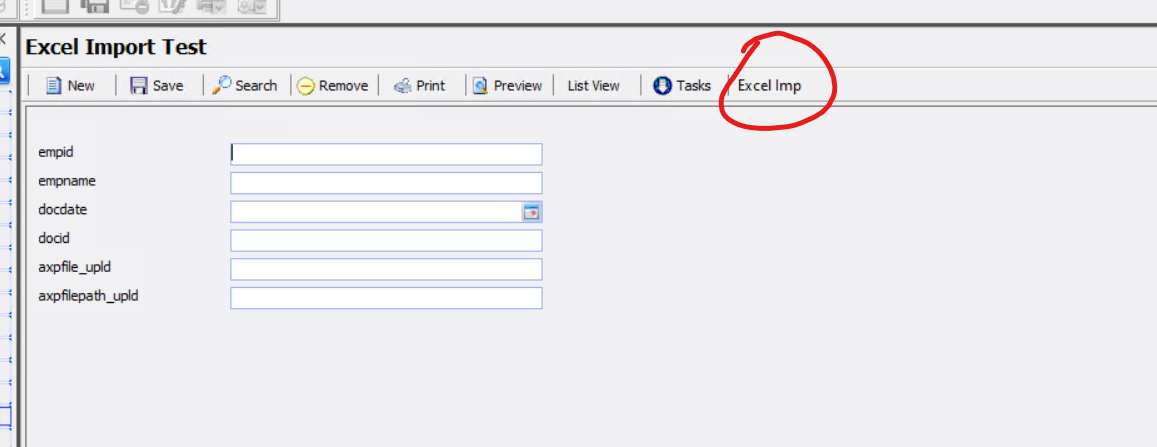 Excel Import Test
New Save Search Remove Print Preview List View Tasks Excel Imp
empid
empname
docdate
docid
axpfile_upld
axpfilepath_upld